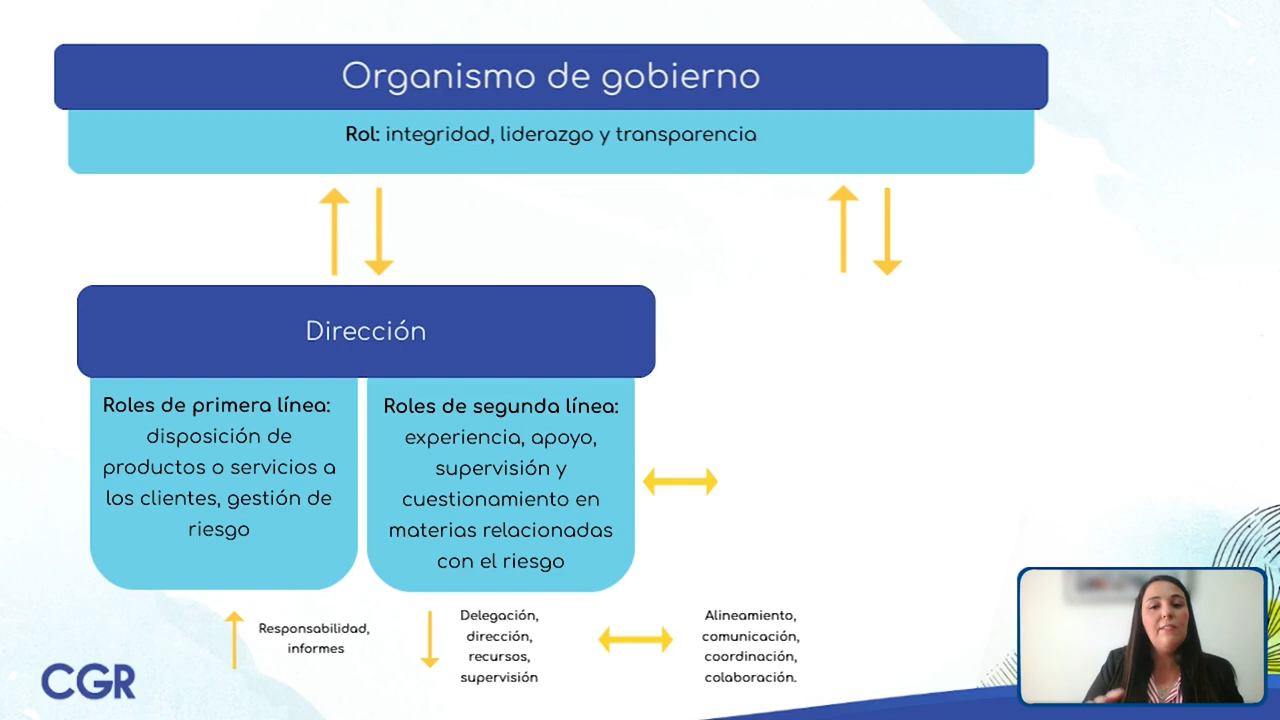 Organismo de gobierno
Rol: integridad, liderazgo y transparencia
Dirección
Roles de primera línea:
disposición de
productos o servicios a
los clientes, gestión de
riesgo
Roles de segunda línea:
experiencia, apoyo,
supervisión y
cuestionamiento en
materias relacionadas
con el riesgo
Responsabilidad,
informes
Delegación,
dirección,
recursos,
supervisión
Alineamiento,
comunicación,
coordinación,
colaboración.
CGR